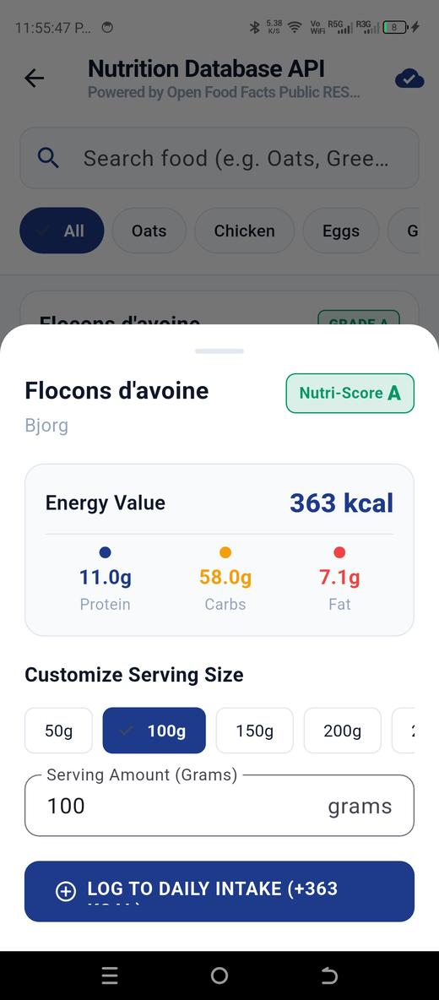 11:55:47 P...
5.38
K/S
Vo
WiFi
R5G
R3G
8
Nutrition Database API
Powered by Open Food Facts Public RES...
Search food (e.g. Oats, Gree...
All
Oats
Chicken
Eggs
G
Flocons d'avoine
GRADE A
Flocons d'avoine
Nutri-Score A
Bjorg
Energy Value
363 kcal
11.0g
58.0g
7.1g
Protein
Carbs
Fat
Customize Serving Size
50g
100g
150g
200g
Serving Amount (Grams)
100
grams
LOG TO DAILY INTAKE (+363